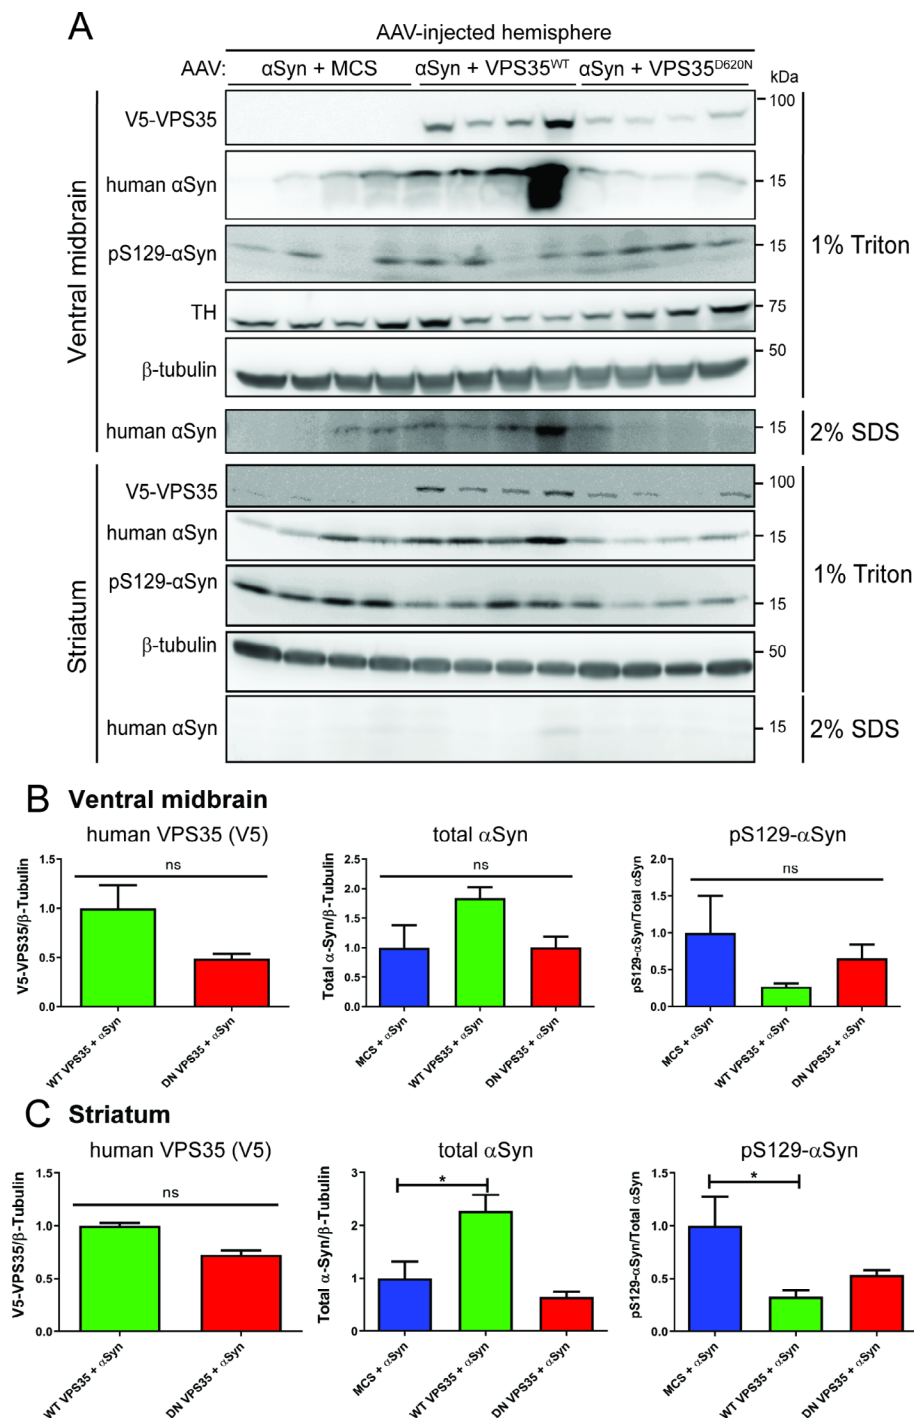 A
AAV-injected hemisphere
AAV: αSyn + MCS αSyn + VPS35WT αSyn + VPS35D620N
kDa
Ventral midbrain
V5-VPS35 100
human αSyn 15
pS129-αSyn 15
1% Triton
TH 75
β-tubulin 50
human αSyn 15 2% SDS
Striatum
V5-VPS35 100
human αSyn 15
pS129-αSyn 15
1% Triton
β-tubulin 50
human αSyn 15 2% SDS
B Ventral midbrain
human VPS35 (V5)
V5-VPS35/β-Tubulin
1.5
1.0
0.5
0.0
ns
WT VPS35 + αSyn
DN VPS35 + αSyn
total αSyn
Total α-Syn/β-Tubulin
2.5
2.0
1.5
1.0
0.5
0.0
ns
MCS + αSyn
WT VPS35 + αSyn
DN VPS35 + αSyn
pS129-αSyn
pS129-αSyn/Total αSyn
2.0
1.5
1.0
0.5
0.0
ns
MCS + αSyn
WT VPS35 + αSyn
DN VPS35 + αSyn
C Striatum
human VPS35 (V5)
V5-VPS35/β-Tubulin
1.5
1.0
0.5
0.0
ns
WT VPS35 + αSyn
DN VPS35 + αSyn
total αSyn
Total α-Syn/β-Tubulin
3
2
1
0
*
MCS + αSyn
WT VPS35 + αSyn
DN VPS35 + αSyn
pS129-αSyn
pS129-αSyn/Total αSyn
1.5
1.0
0.5
0.0
*
MCS + αSyn
WT VPS35 + αSyn
DN VPS35 + αSyn